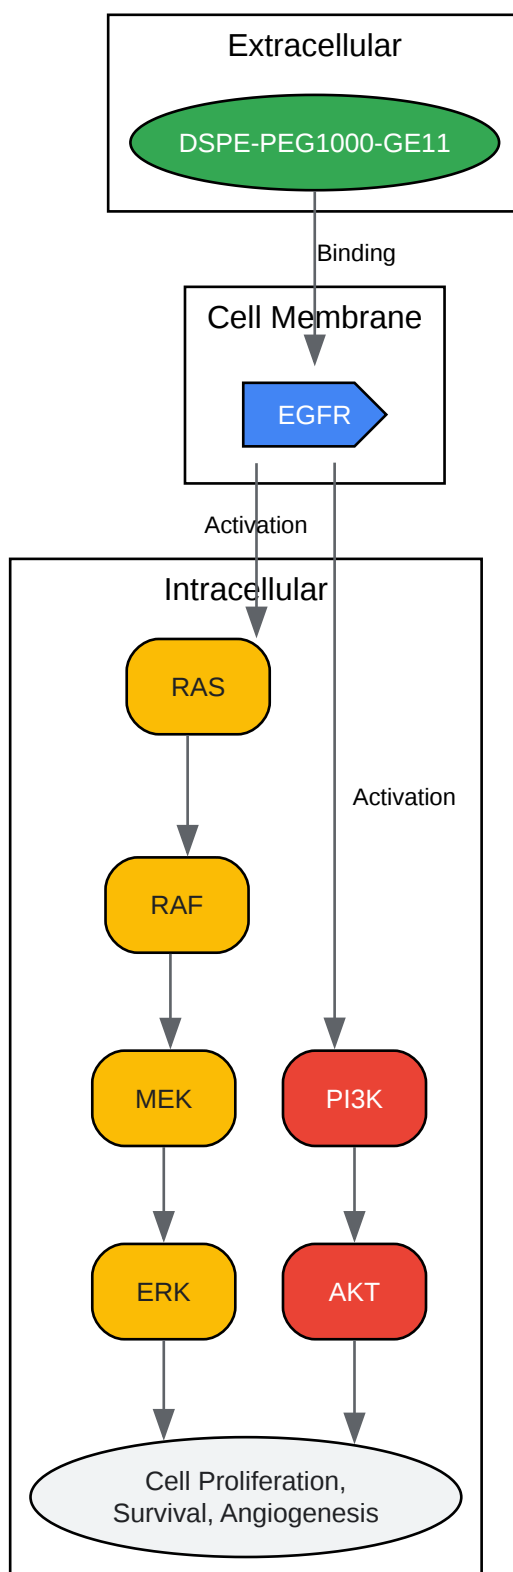 Extracellular
DSPE-PEG1000-GE11
Binding
Cell Membrane
EGFR
Activation
Intracellular
RAS
Activation
RAF
MEK
PI3K
ERK
AKT
Cell Proliferation,
Survival, Angiogenesis